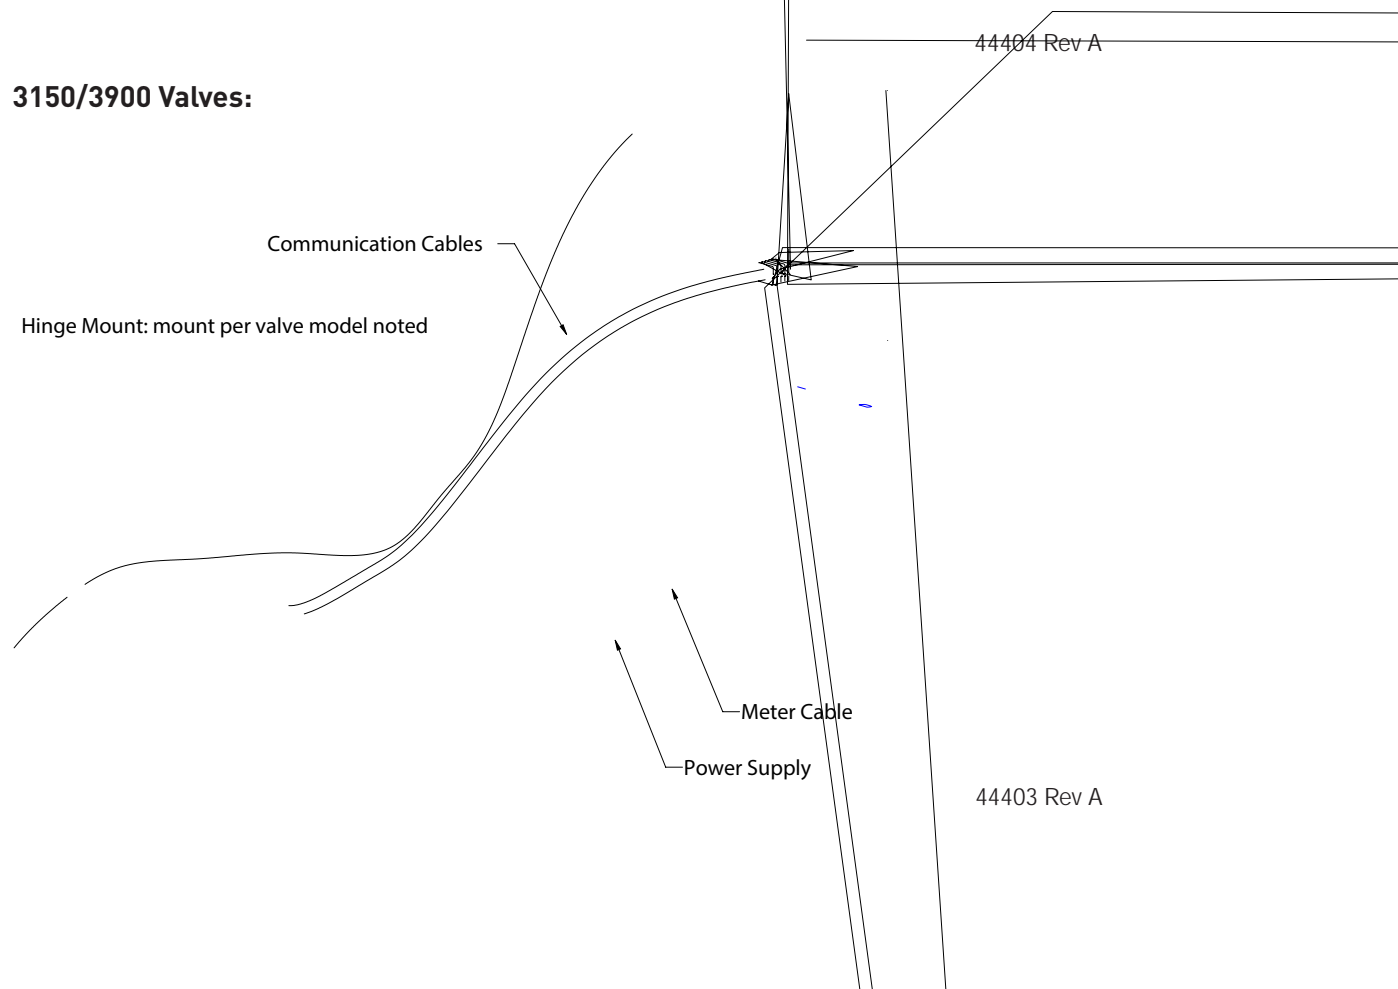 44404 Rev A
3150/3900 Valves:
Communication Cables
Hinge Mount: mount per valve model noted
Meter Cable
Power Supply
44403 Rev A